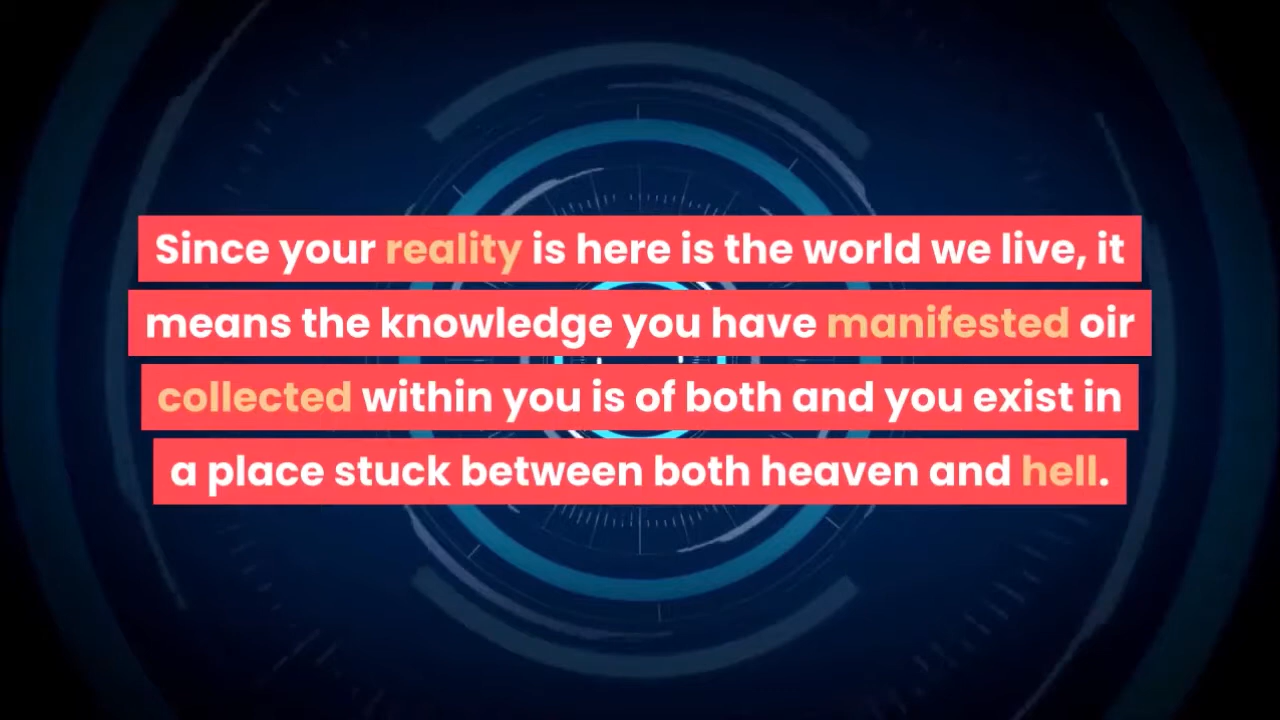 Since your reality is here is the world we live, it
means the knowledge you have manifested oir
collected within you is of both and you exist in
a place stuck between both heaven and hell.